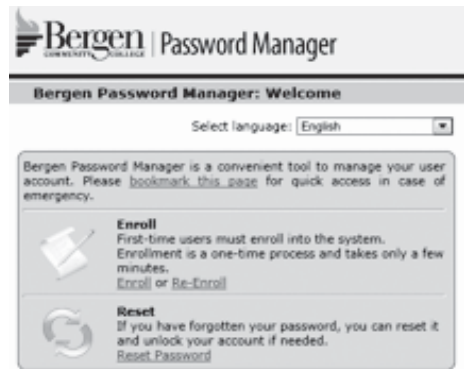 Bergen | Password Manager
COMMUNITY COLLEGE
Bergen Password Manager: Welcome
Select language: English
Bergen Password Manager is a convenient tool to manage your user
account. Please bookmark this page for quick access in case of
emergency.
Enroll
First-time users must enroll into the system.
Enrollment is a one-time process and takes only a few
minutes.
Enroll or Re-Enroll
Reset
If you have forgotten your password, you can reset it
and unlock your account if needed.
Reset Password